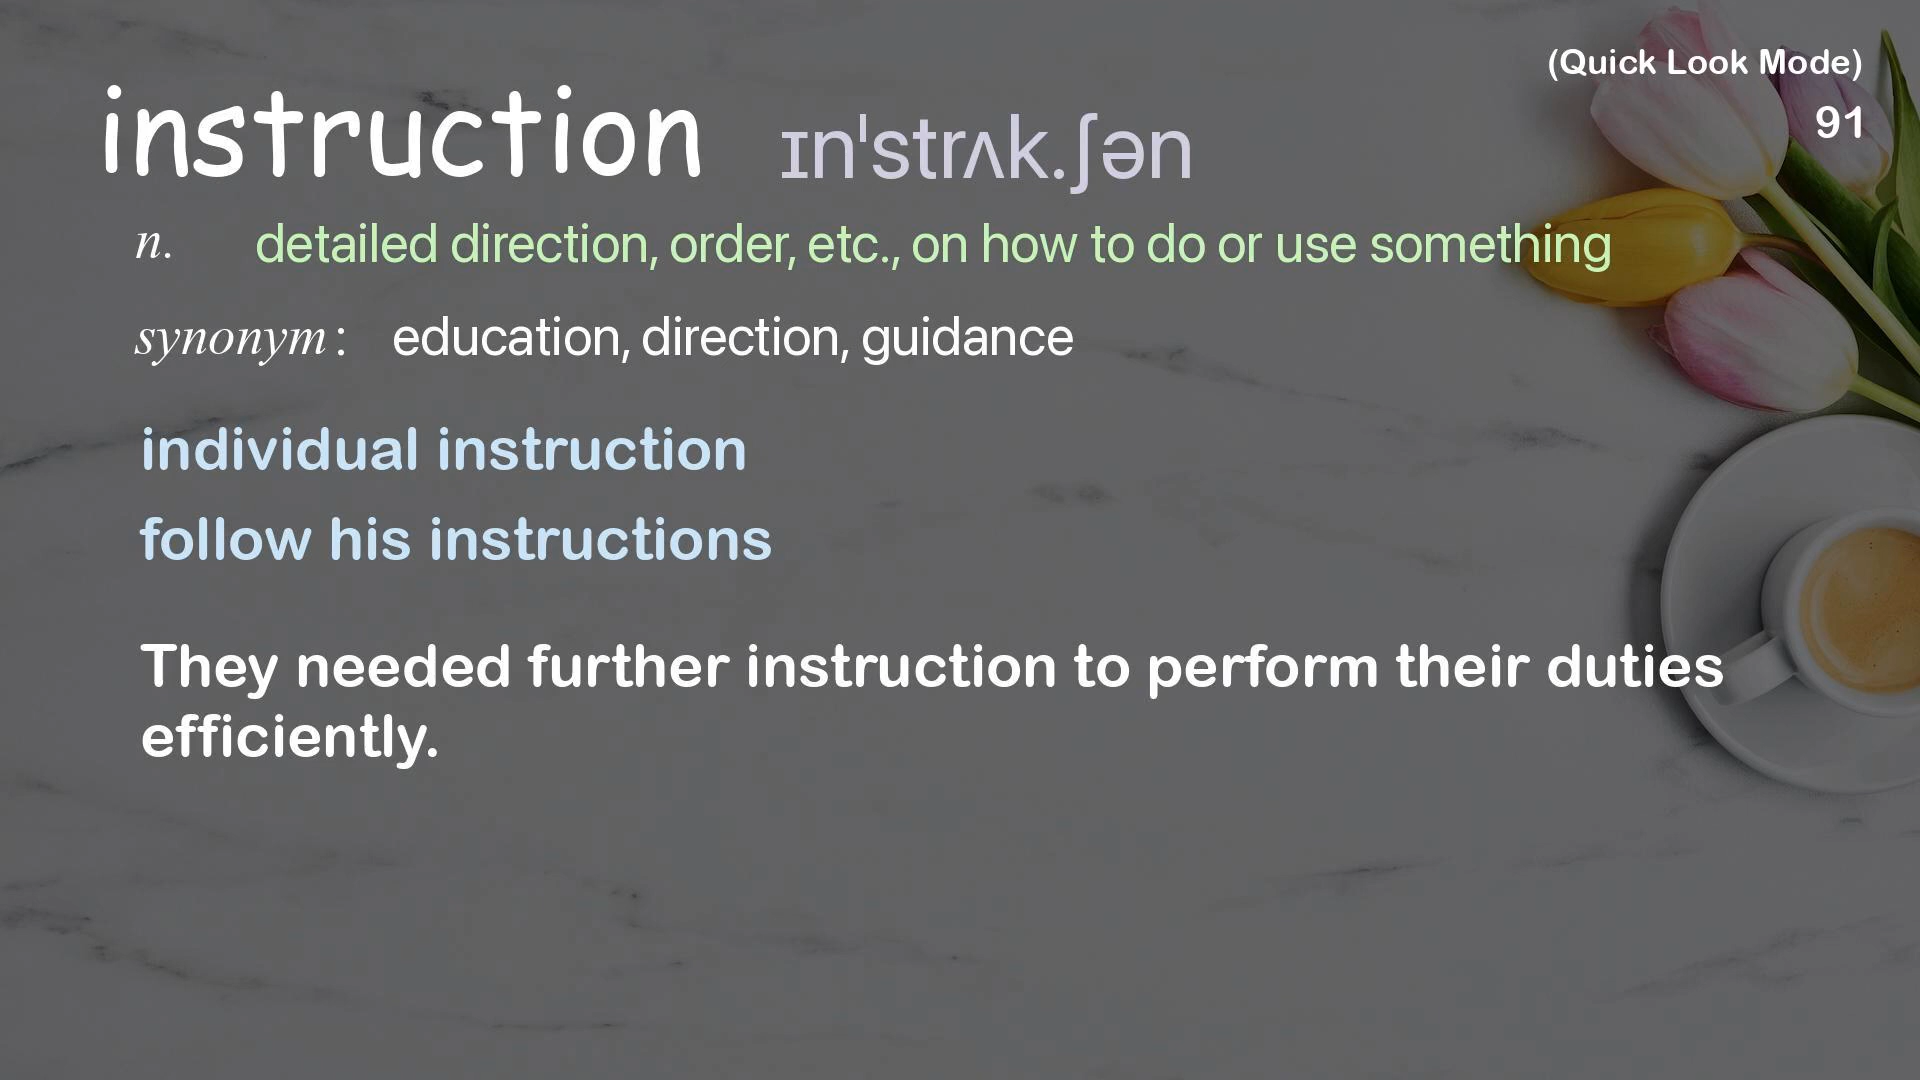 (Quick Look Mode)
91
instruction ɪnˈstrʌk.ʃən
n. detailed direction, order, etc., on how to do or use something
synonym : education, direction, guidance
individual instruction
follow his instructions
They needed further instruction to perform their duties
efficiently.